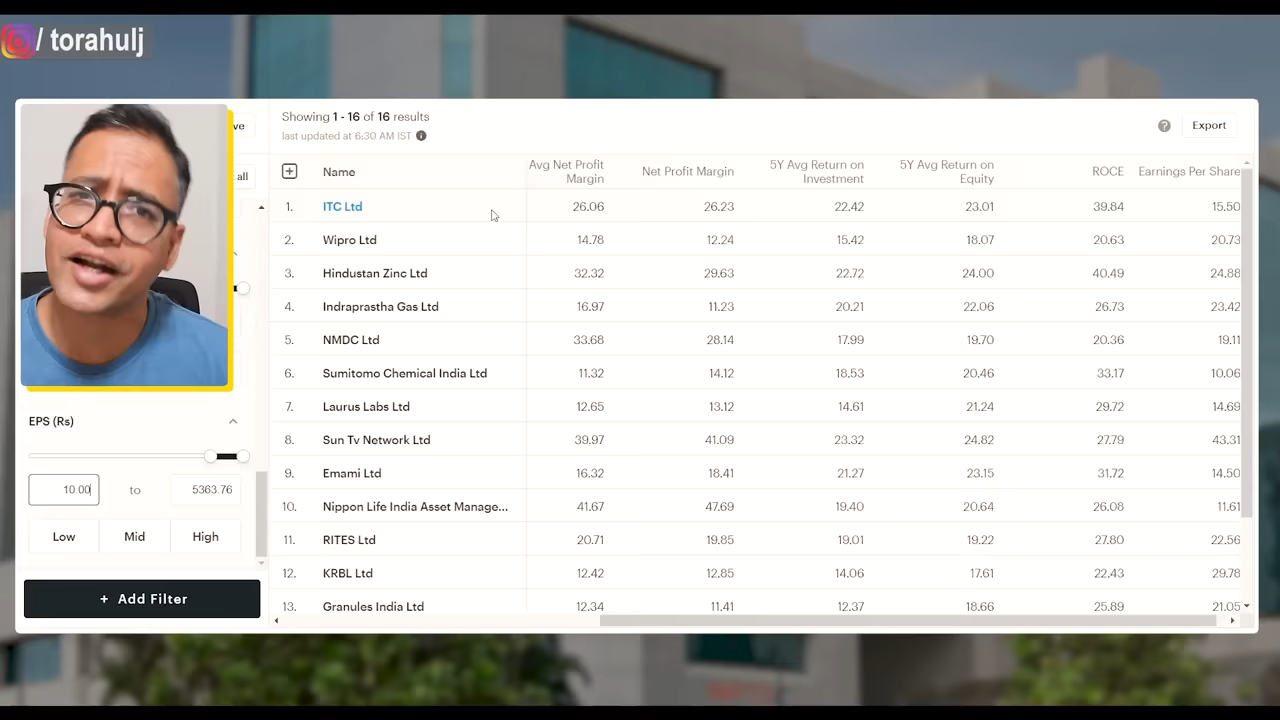 / torahulj
ve
all
Showing 1 - 16 of 16 results
last updated at 6:30 AM IST
? Export
Name Avg Net Profit Margin Net Profit Margin 5Y Avg Return on Investment 5Y Avg Return on Equity ROCE Earnings Per Share
1. ITC Ltd 26.06 26.23 22.42 23.01 39.84 15.50
2. Wipro Ltd 14.78 12.24 15.42 18.07 20.63 20.73
3. Hindustan Zinc Ltd 32.32 29.63 22.72 24.00 40.49 24.88
4. Indraprastha Gas Ltd 16.97 11.23 20.21 22.06 26.73 23.42
5. NMDC Ltd 33.68 28.14 17.99 19.70 20.36 19.11
6. Sumitomo Chemical India Ltd 11.32 14.12 18.53 20.46 33.17 10.06
7. Laurus Labs Ltd 12.65 13.12 14.61 21.24 29.72 14.69
8. Sun Tv Network Ltd 39.97 41.09 23.32 24.82 27.79 43.31
9. Emami Ltd 16.32 18.41 21.27 23.15 31.72 14.50
10. Nippon Life India Asset Manage... 41.67 47.69 19.40 20.64 26.08 11.61
11. RITES Ltd 20.71 19.85 19.01 19.22 27.80 22.56
12. KRBL Ltd 12.42 12.85 14.06 17.61 22.43 29.78
13. Granules India Ltd 12.34 11.41 12.37 18.66 25.89 21.05
EPS (Rs)
10.00 to 5363.76
Low Mid High
+ Add Filter